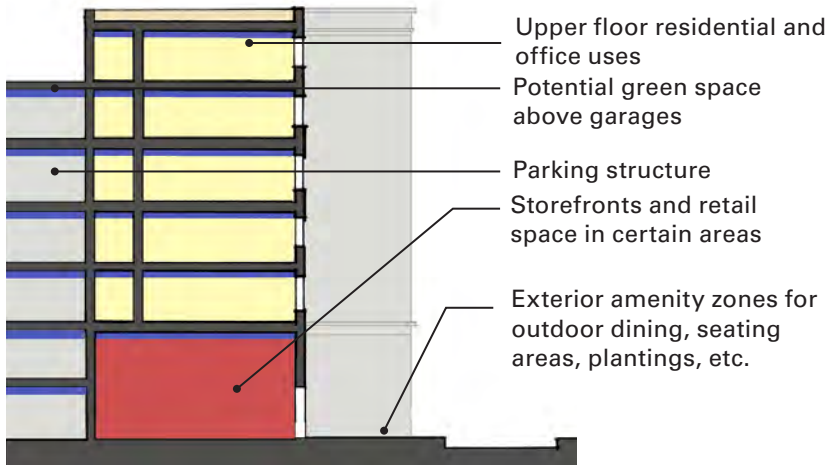 Upper floor residential and
office uses
Potential green space
above garages
Parking structure
Storefronts and retail
space in certain areas
Exterior amenity zones for
outdoor dining, seating
areas, plantings, etc.